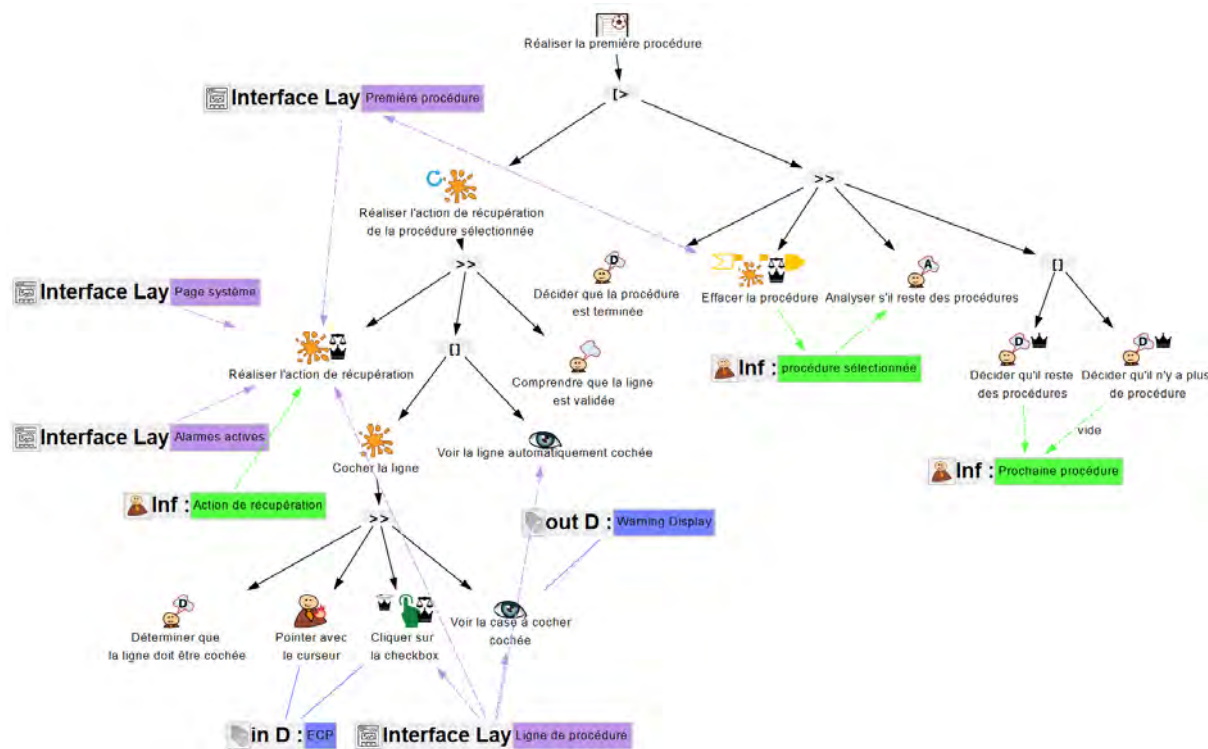 Réaliser la première procédure
[>
Interface Lay Première procédure
>>
Réaliser l'action de récupération
de la procédure sélectionnée
>>
D
Décider que la procédure
est terminée
Effacer la procédure
A
Analyser s'il reste des procédures
[]
Interface Lay Page système
[]
Réaliser l'action de récupération
Comprendre que la ligne
est validée
Inf : procédure sélectionnée
D
Décider qu'il reste
des procédures
D
Décider qu'il n'y a plus
de procédure
vide
Interface Lay Alarmes actives
Cocher la ligne
Voir la ligne automatiquement cochée
Inf : Prochaine procédure
Inf : Action de récupération
>>
out D : Warning Display
D
Déterminer que
la ligne doit être cochée
Pointer avec
le curseur
Cliquer sur
la checkbox
Voir la case à cocher
cochée
in D : ECP
Interface Lay Ligne de procédure